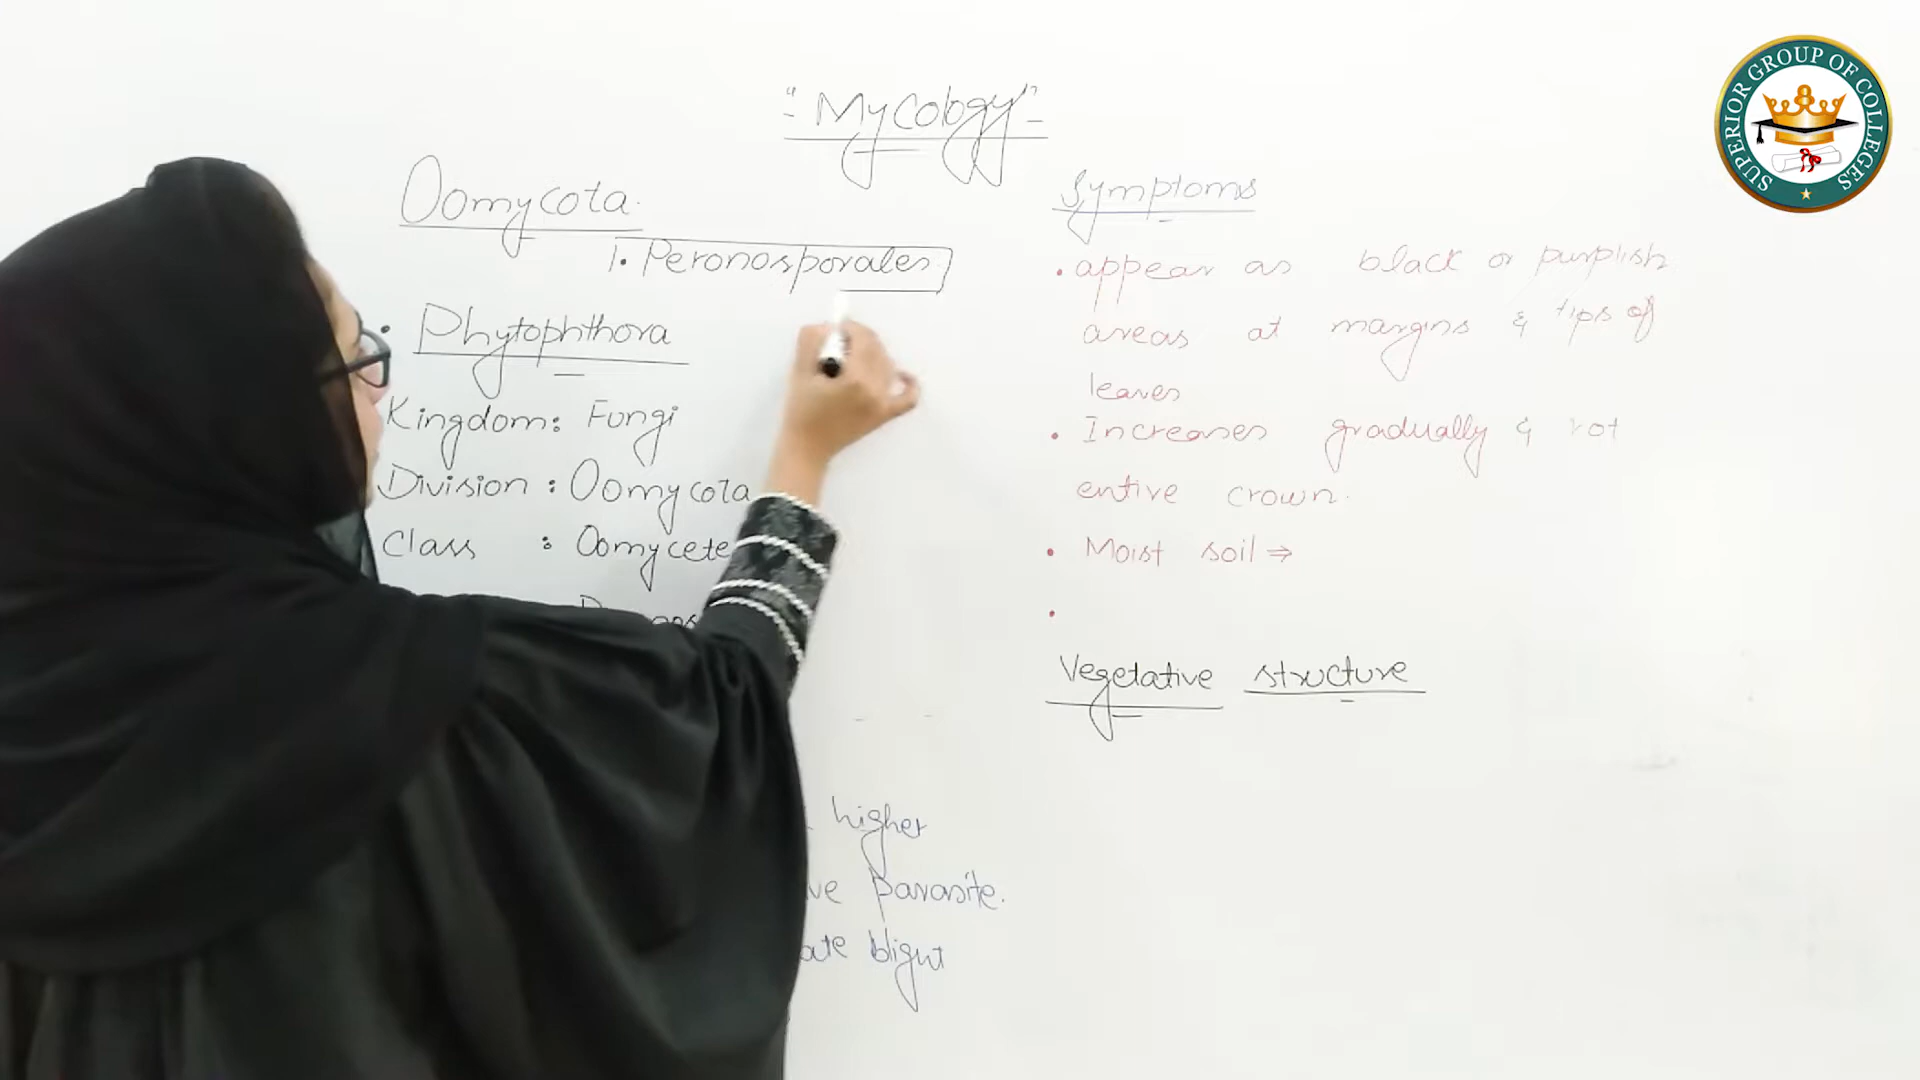 "Mycology"
Oomycota.
1. Peronosporales
• Phytophthora
Kingdom: Fungi
Division: Oomycota
Class : Oomycete
higher
Parasite.
blight
Symptoms
• appear as black or purplish
areas at margins & tips of
leaves
• Increases gradually & rot
entire crown.
• Moist soil ⇒
•
Vegetative structure
SUPERIOR GROUP OF COLLEGES